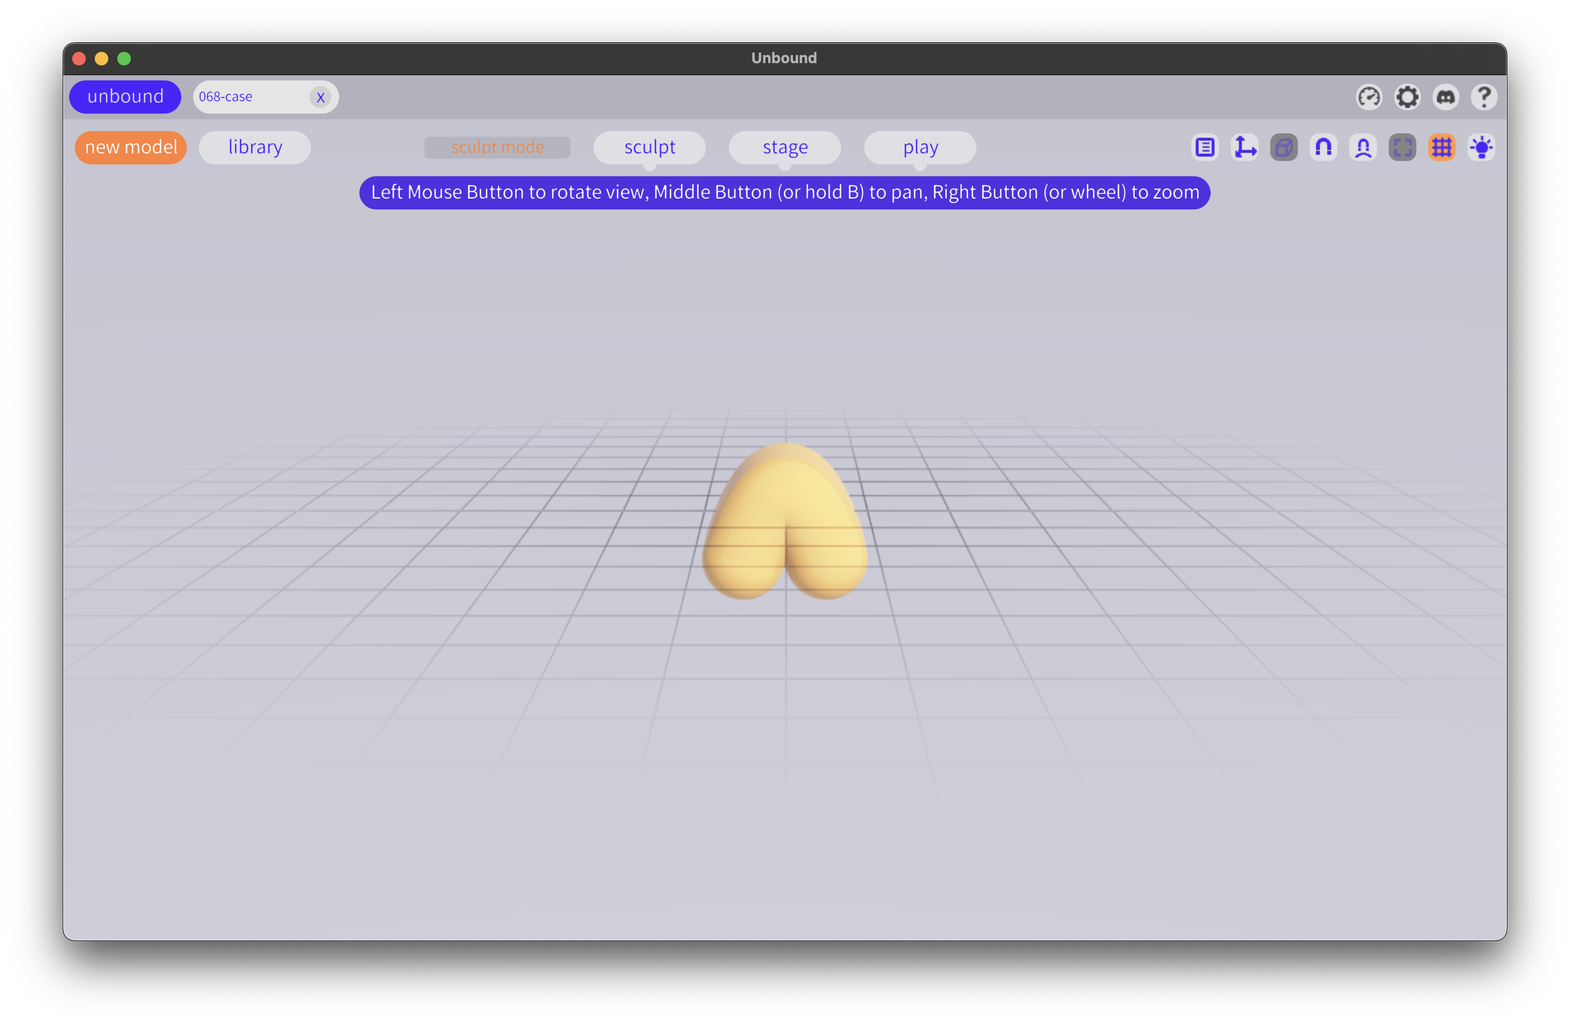 Unbound
unbound
068-case
X
new model
library
sculpt mode
sculpt
stage
play
Left Mouse Button to rotate view, Middle Button (or hold B) to pan, Right Button (or wheel) to zoom
?